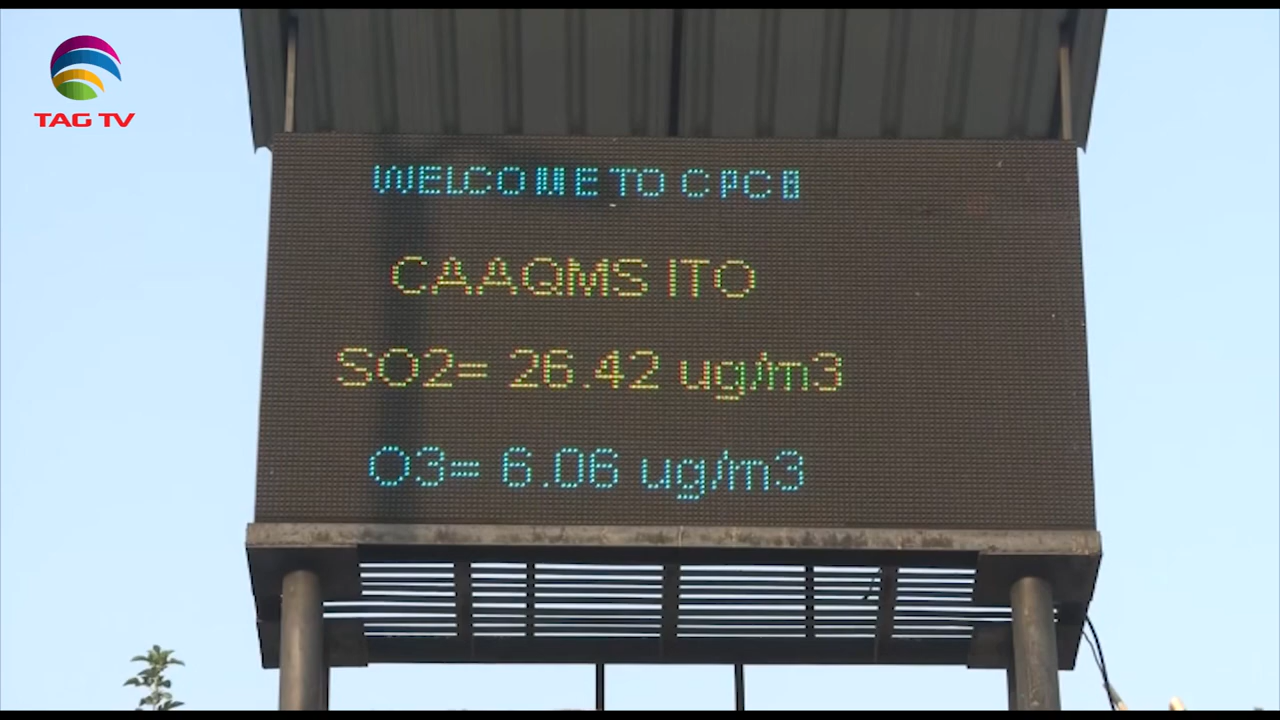 TAG TV
WELCOME TO CPCB
CAAQMS ITO
SO2= 26.42 ug/m3
O3= 6.06 ug/m3